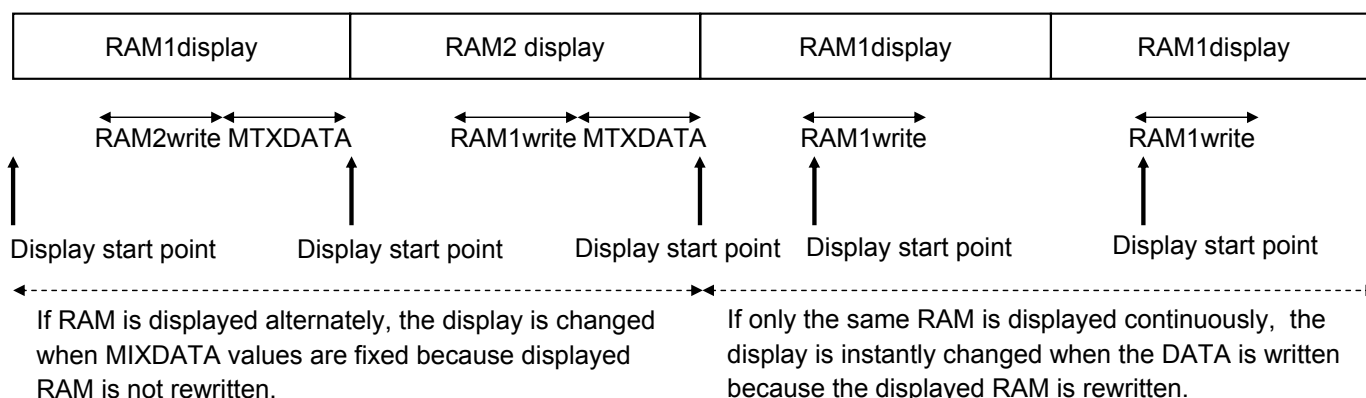 RAM1display RAM2 display RAM1display RAM1display
RAM2write MTXDATA RAM1write MTXDATA RAM1write RAM1write
Display start point Display start point Display start point Display start point Display start point
If RAM is displayed alternately, the display is changed
when MIXDATA values are fixed because displayed
RAM is not rewritten.
If only the same RAM is displayed continuously, the
display is instantly changed when the DATA is written
because the displayed RAM is rewritten.